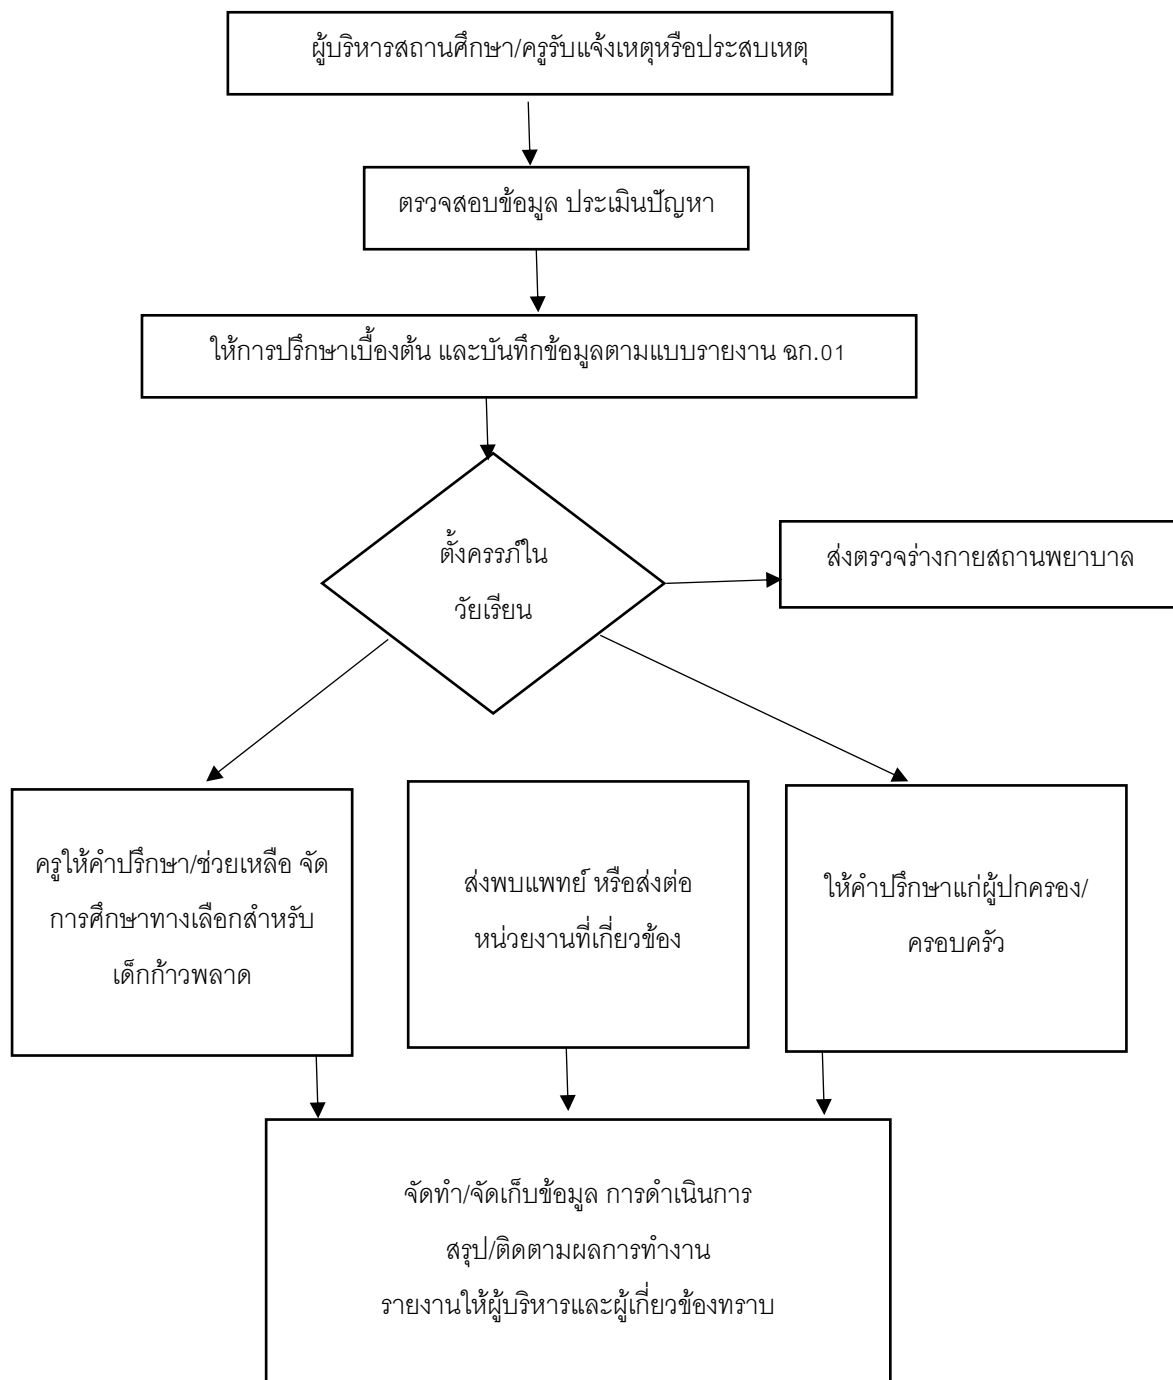 ผู้บริหารสถานศึกษา/ครูรับแจ้งเหตุหรือประสบเหตุ
ตรวจสอบข้อมูล ประเมินปัญหา
ให้การปรึกษาเบื้องต้น และบันทึกข้อมูลตามแบบรายงาน ฉก.01
ตั้งครรภ์ใน
วัยเรียน
ส่งตรวจร่างกายสถานพยาบาล
ครูให้คำปรึกษา/ช่วยเหลือ จัด
การศึกษาทางเลือกสำหรับ
เด็กก้าวพลาด
ส่งพบแพทย์ หรือส่งต่อ
หน่วยงานที่เกี่ยวข้อง
ให้คำปรึกษาแก่ผู้ปกครอง/
ครอบครัว
จัดทำ/จัดเก็บข้อมูล การดำเนินการ
สรุป/ติดตามผลการทำงาน
รายงานให้ผู้บริหารและผู้เกี่ยวข้องทราบ